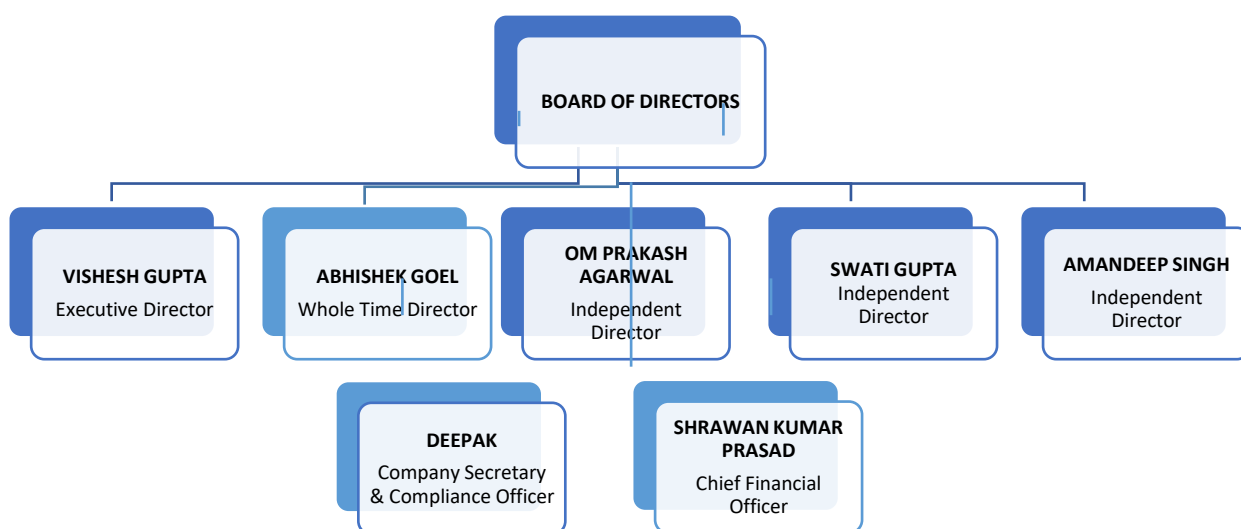 BOARD OF DIRECTORS
VISHESH GUPTA
Executive Director
ABHISHEK GOEL
Whole Time Director
OM PRAKASH
AGARWAL
Independent
Director
SWATI GUPTA
Independent
Director
AMANDEEP SINGH
Independent
Director
DEEPAK
Company Secretary
& Compliance Officer
SHRAWAN KUMAR
PRASAD
Chief Financial
Officer